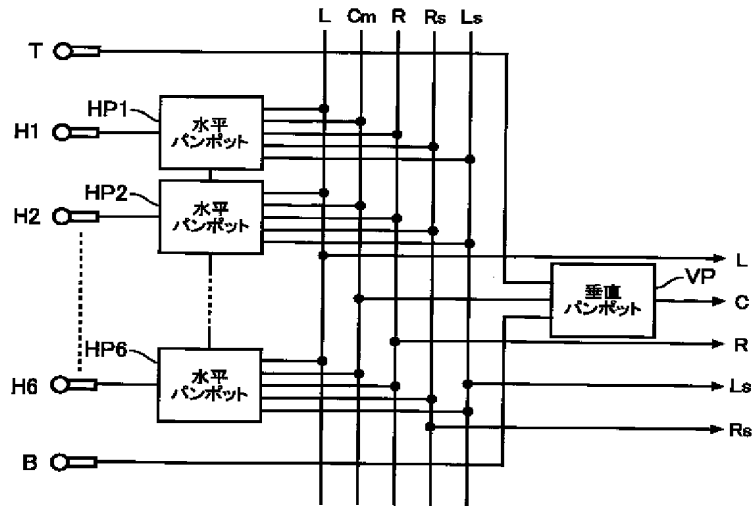 L Cm R Rs Ls
T
HP1
水平
パンポット
H1
HP2
水平
パンポット
H2
L
VP
垂直
パンポット
C
R
HP6
水平
パンポット
H6
Ls
Rs
B